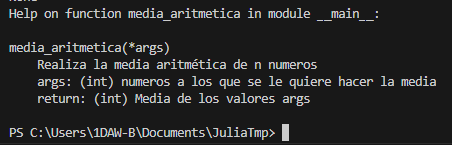 None
Help on function media_aritmetica in module __main__:
media_aritmetica(*args)
Realiza la media aritmética de n numeros
args: (int) numeros a los que se le quiere hacer la media
return: (int) Media de los valores args
PS C:\Users\1DAW-B\Documents\JuliaTmp>